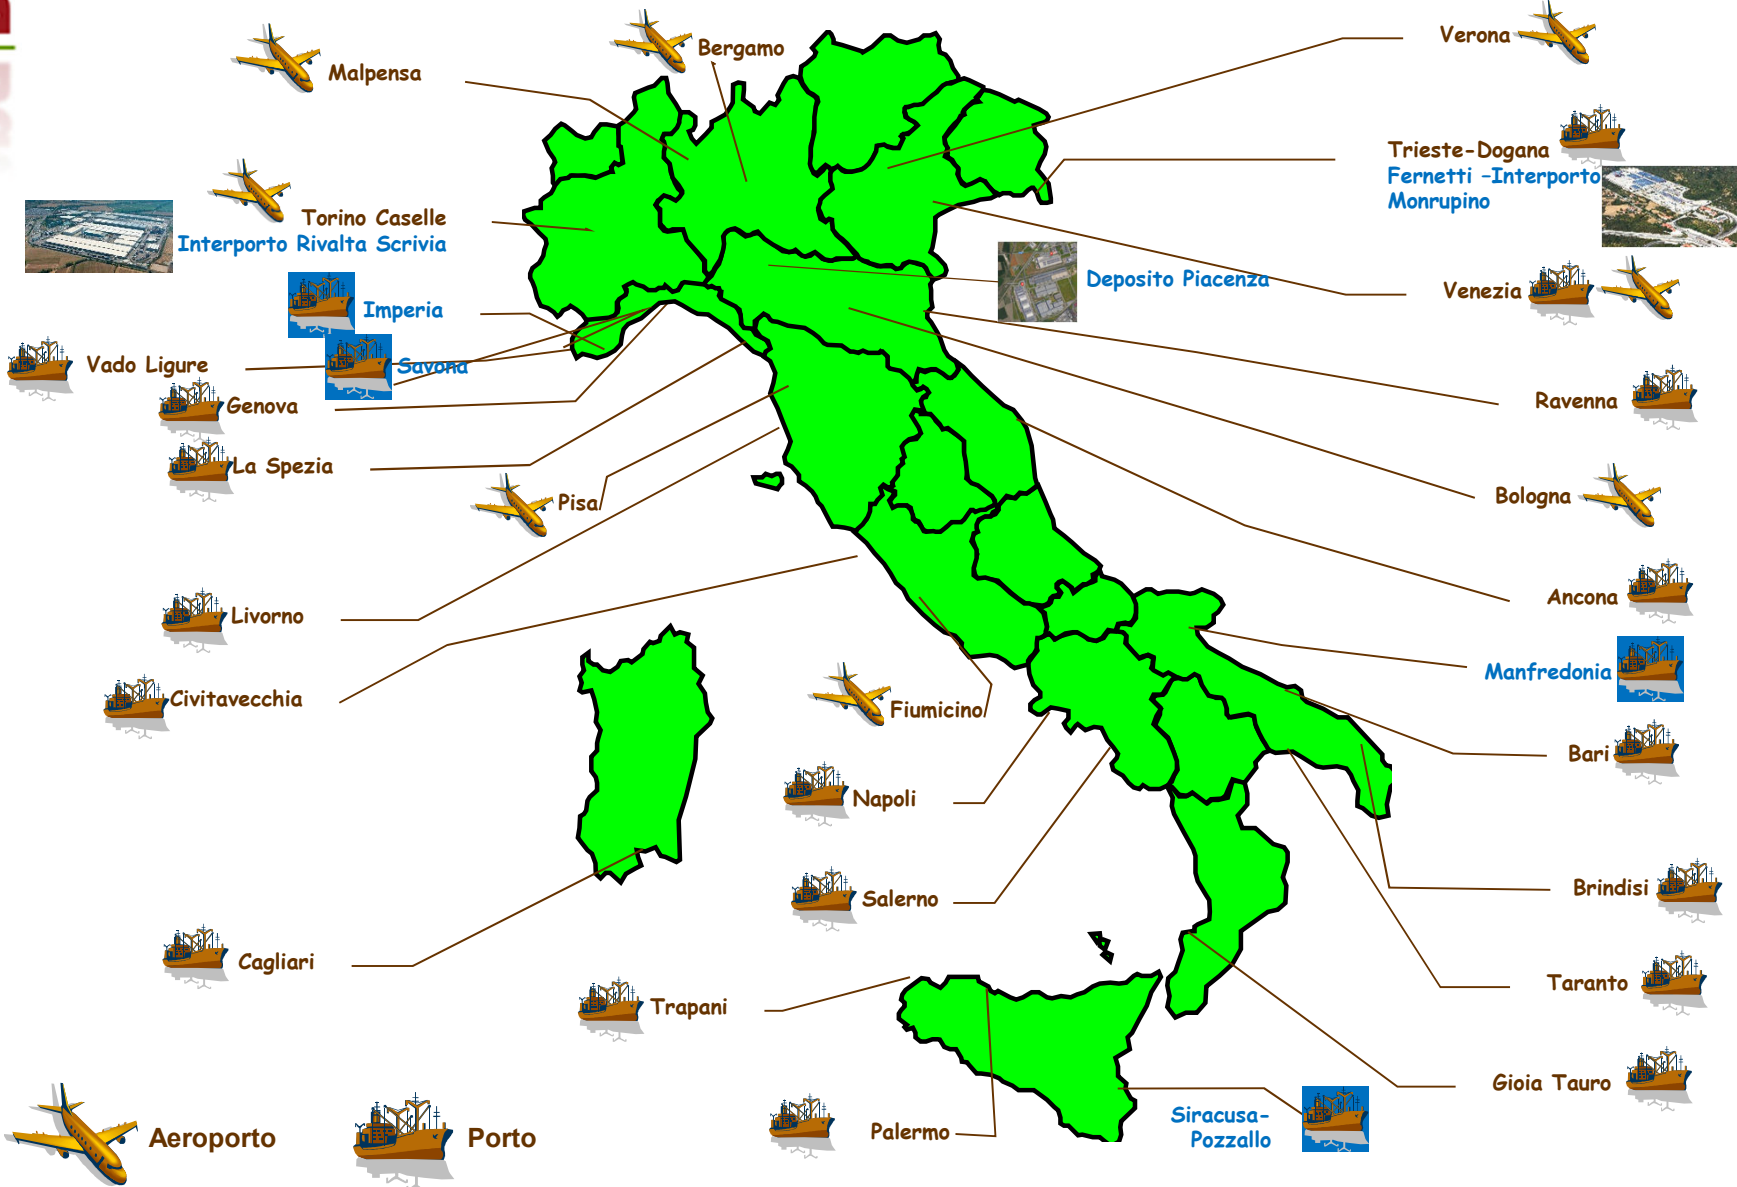 Malpensa
Bergamo
Verona
Trieste-Dogana
Fernetti –Interporto
Monrupino
Torino Caselle
Interporto Rivalta Scrivia
Deposito Piacenza
Venezia
Imperia
Vado Ligure
Savona
Genova
Ravenna
La Spezia
Pisa
Bologna
Livorno
Ancona
Civitavecchia
Manfredonia
Fiumicino
Bari
Napoli
Salerno
Brindisi
Cagliari
Trapani
Taranto
Gioia Tauro
Siracusa-
Pozzallo
Palermo
Aeroporto
Porto